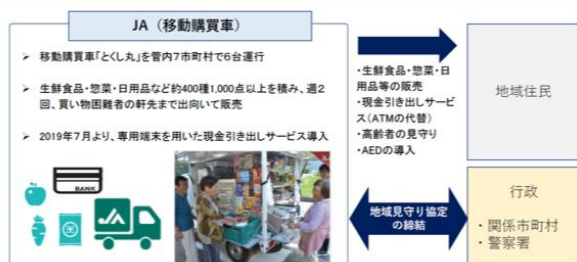 JA（移動購買車）
➢ 移動購買車「とくし丸」を管内7市町村で6台運行
➢ 生鮮食品・惣菜・日用品など約400種1,000点以上を積み、週2
回、買い物困難者の軒先まで出向いて販売
➢ 2019年7月より、専用端末を用いた現金引き出しサービス導入
BANK
JA
・生鮮食品・惣菜・日
用品等の販売
・現金引き出しサービ
ス（ATMの代替）
・高齢者の見守り
・AEDの導入
地域住民
地域見守り協定
の締結
行政
・関係市町村
・警察署